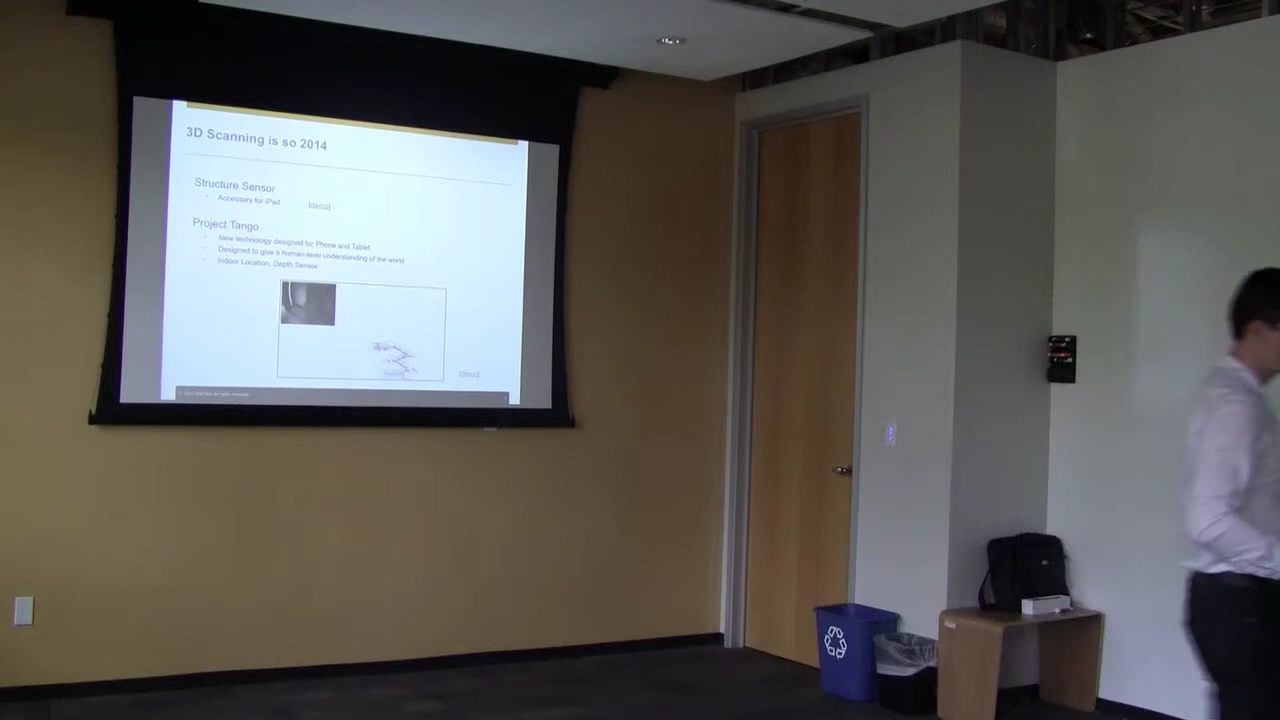 3D Scanning is so 2014
Structure Sensor
- Accessory for iPad [demo]
Project Tango
- New technology designed for Phone and Tablet
- Designed to give a human-level understanding of the world
- Indoor Location, Depth Sensor
[demo]